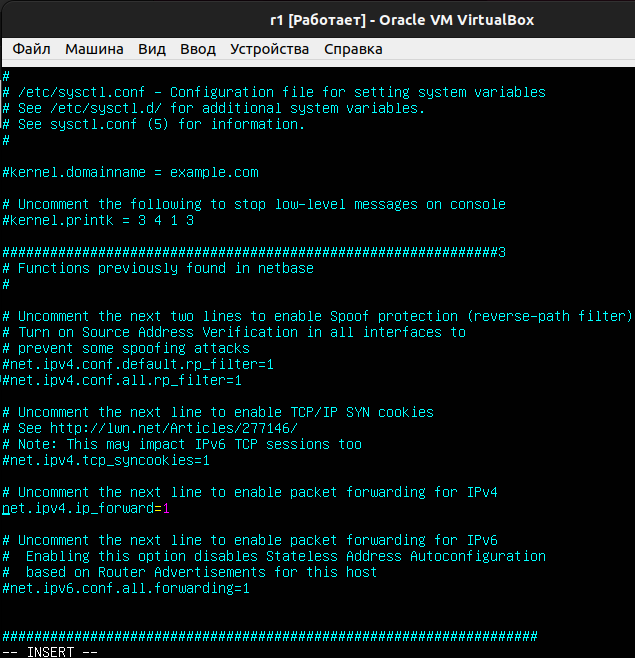 r1 [Работает] - Oracle VM VirtualBox
Файл Машина Вид Ввод Устройства Справка
#
# /etc/sysctl.conf - Configuration file for setting system variables
# See /etc/sysctl.d/ for additional system variables.
# See sysctl.conf (5) for information.
#
#kernel.domainname = example.com
# Uncomment the following to stop low-level messages on console
#kernel.printk = 3 4 1 3
##############################################################3
# Functions previously found in netbase
#
# Uncomment the next two lines to enable Spoof protection (reverse-path filter)
# Turn on Source Address Verification in all interfaces to
# prevent some spoofing attacks
#net.ipv4.conf.default.rp_filter=1
#net.ipv4.conf.all.rp_filter=1
# Uncomment the next line to enable TCP/IP SYN cookies
# See http://lwn.net/Articles/277146/
# Note: This may impact IPv6 TCP sessions too
#net.ipv4.tcp_syncookies=1
# Uncomment the next line to enable packet forwarding for IPv4
net.ipv4.ip_forward=1
# Uncomment the next line to enable packet forwarding for IPv6
#  Enabling this option disables Stateless Address Autoconfiguration
#  based on Router Advertisements for this host
#net.ipv6.conf.all.forwarding=1
###################################################################
-- INSERT --